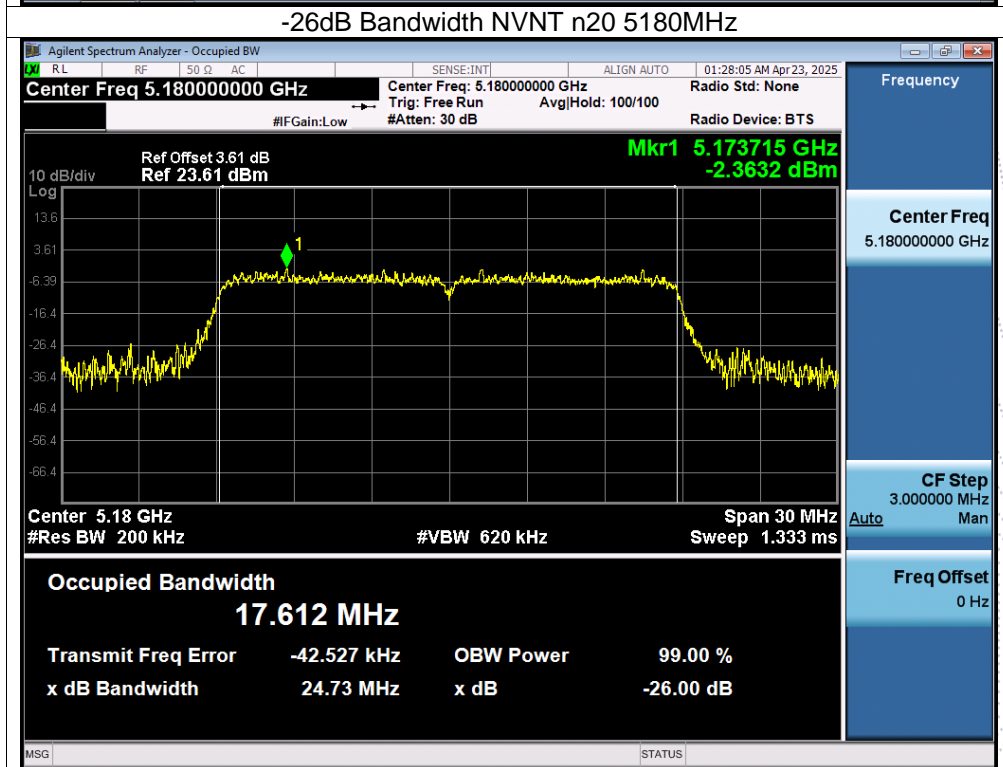 -26dB Bandwidth NVNT n20 5180MHz
Agilent Spectrum Analyzer - Occupied BW
LXI RL RF 50 Ω AC SENSE:INT ALIGN AUTO 01:28:05 AM Apr 23, 2025
Center Freq 5.180000000 GHz
Center Freq: 5.180000000 GHz Radio Std: None
Trig: Free Run Avg|Hold: 100/100
#IFGain:Low #Atten: 30 dB Radio Device: BTS
Frequency
Ref Offset 3.61 dB Mkr1 5.173715 GHz
10 dB/div Ref 23.61 dBm -2.3632 dBm
Log
13.6
3.61
-6.39
-16.4
-26.4
-36.4
-46.4
-56.4
-66.4
1
Center 5.18 GHz Span 30 MHz
#Res BW 200 kHz #VBW 620 kHz Sweep 1.333 ms
Center Freq
5.180000000 GHz
CF Step
3.000000 MHz
Auto Man
Freq Offset
0 Hz
Occupied Bandwidth
17.612 MHz
Transmit Freq Error -42.527 kHz OBW Power 99.00 %
x dB Bandwidth 24.73 MHz x dB -26.00 dB
MSG STATUS